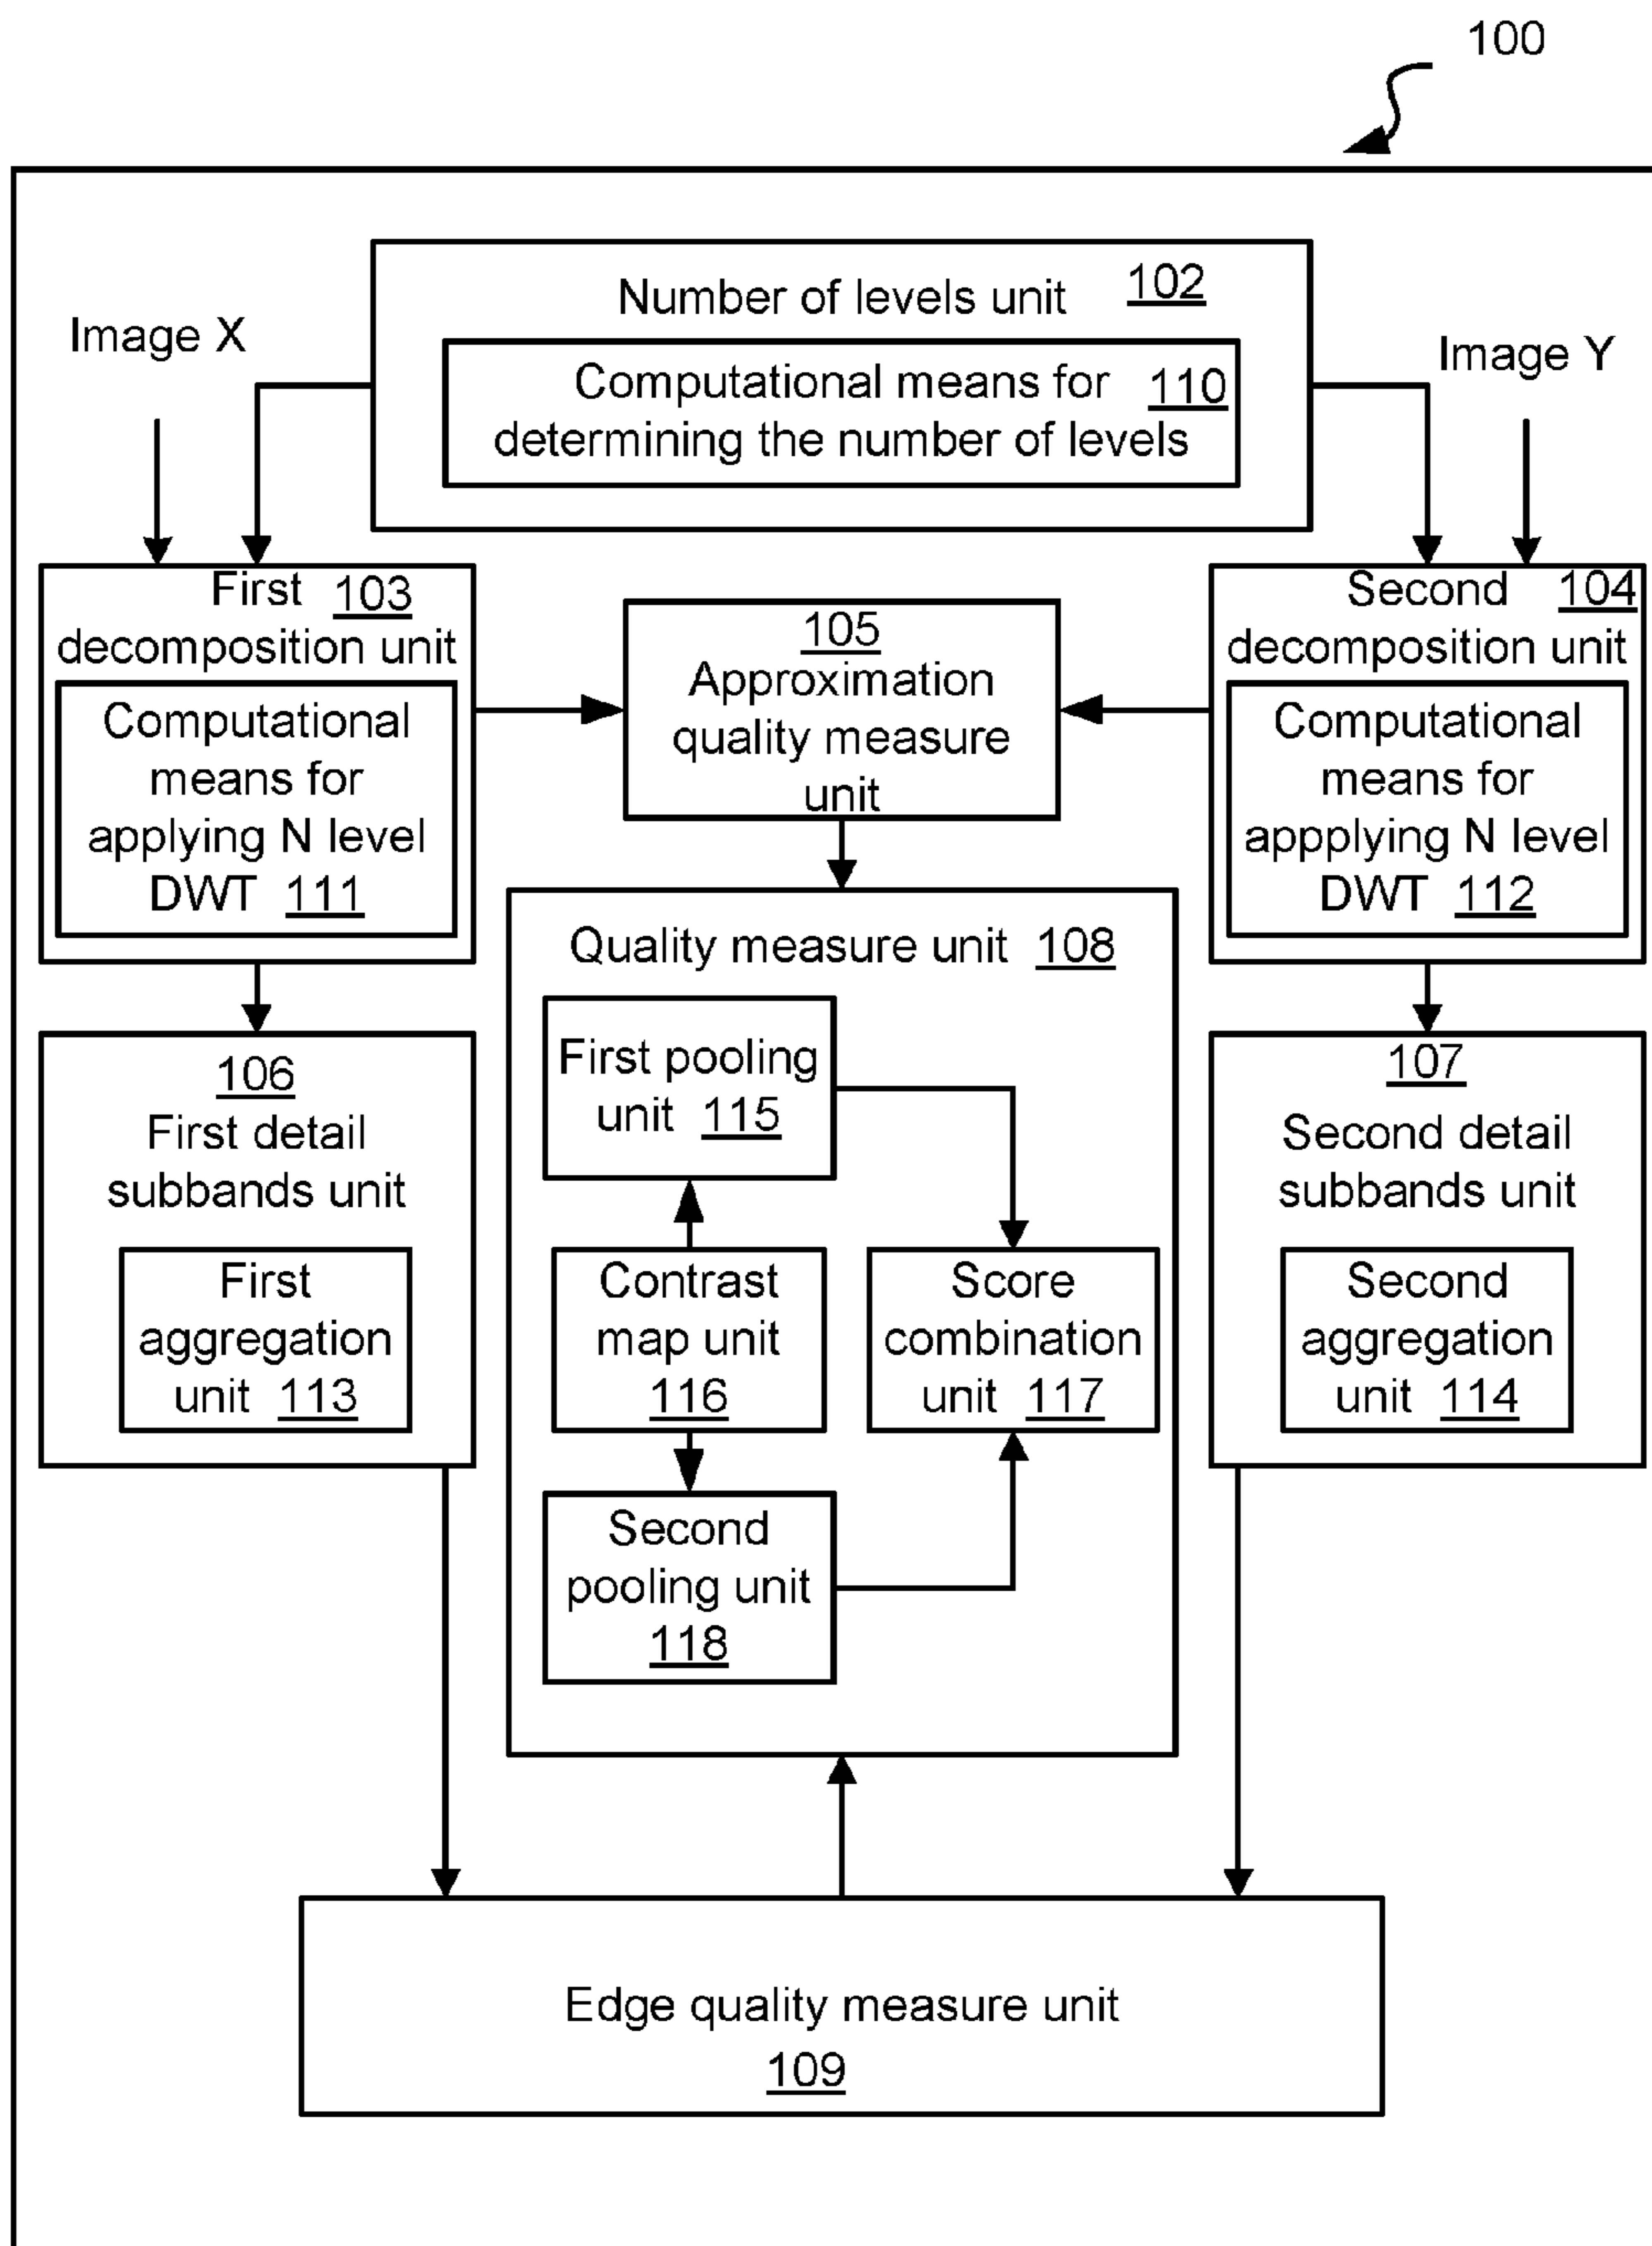 100
Number of levels unit 102
Image X
Image Y
Computational means for 110
determining the number of levels
First 103
decomposition unit
Computational
means for
applying N level
DWT 111
105
Approximation
quality measure
unit
Second 104
decomposition unit
Computational
means for
appplying N level
DWT 112
Quality measure unit 108
First pooling
unit 115
Contrast
map unit
116
Score
combination
unit 117
Second
pooling unit
118
106
First detail
subbands unit
First
aggregation
unit 113
107
Second detail
subbands unit
Second
aggregation
unit 114
Edge quality measure unit
109